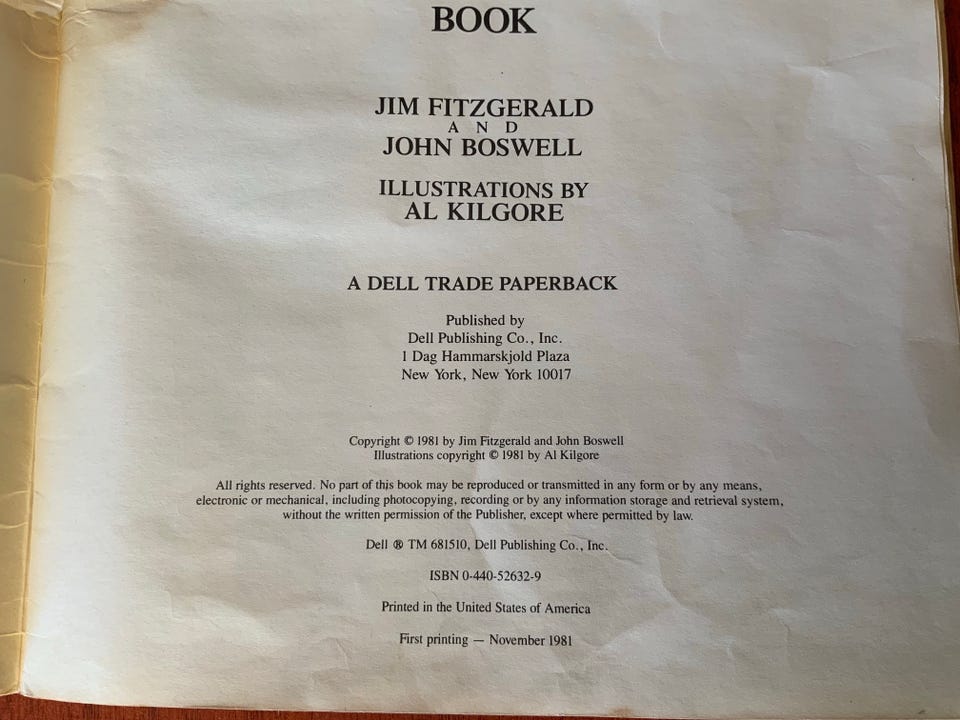 BOOK
JIM FITZGERALD
AND
JOHN BOSWELL
ILLUSTRATIONS BY
AL KILGORE
A DELL TRADE PAPERBACK
Published by
Dell Publishing Co., Inc.
1 Dag Hammarskjold Plaza
New York, New York 10017
Copyright © 1981 by Jim Fitzgerald and John Boswell
Illustrations copyright © 1981 by Al Kilgore
All rights reserved. No part of this book may be reproduced or transmitted in any form or by any means,
electronic or mechanical, including photocopying, recording or by any information storage and retrieval system,
without the written permission of the Publisher, except where permitted by law.
Dell ® TM 681510, Dell Publishing Co., Inc.
ISBN 0-440-52632-9
Printed in the United States of America
First printing — November 1981